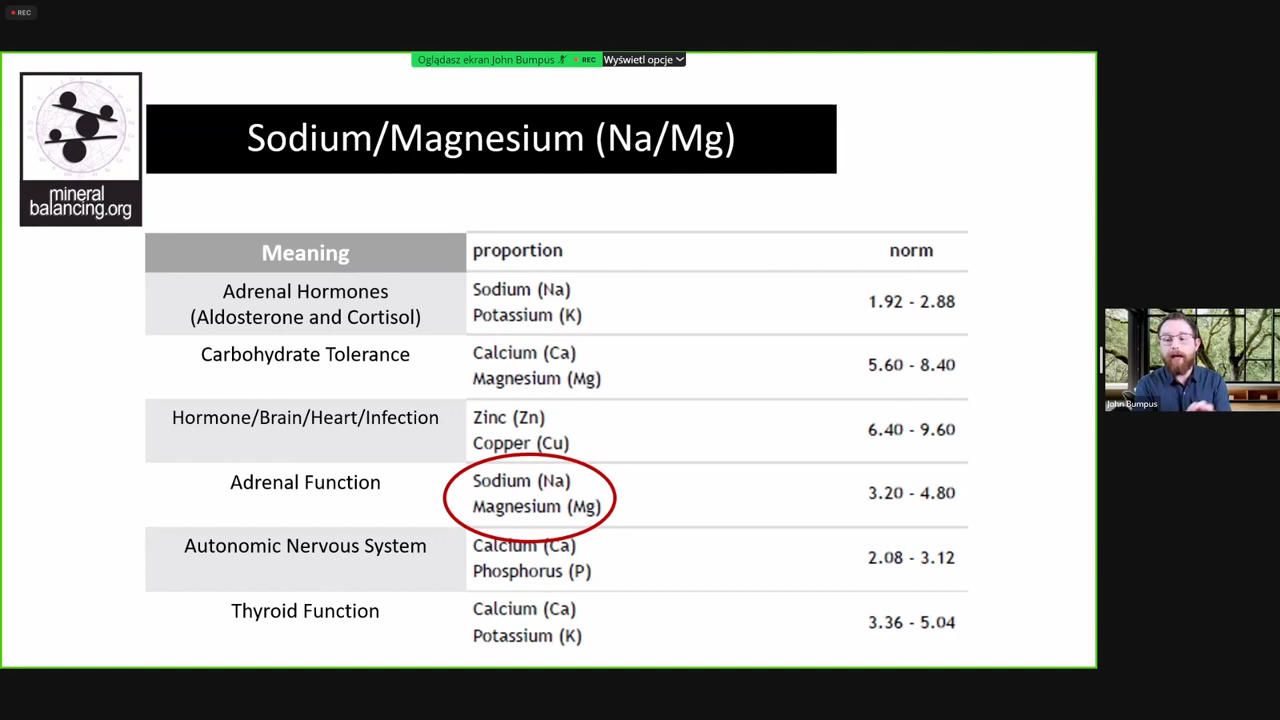 REC
Oglądasz ekran John Bumpus REC Wyświetl opcje
Sodium/Magnesium (Na/Mg)
mineral
balancing.org
Meaning proportion norm
Adrenal Hormones
(Aldosterone and Cortisol)
Sodium (Na)
Potassium (K)
1.92 - 2.88
Carbohydrate Tolerance
Calcium (Ca)
Magnesium (Mg)
5.60 - 8.40
Hormone/Brain/Heart/Infection
Zinc (Zn)
Copper (Cu)
6.40 - 9.60
Adrenal Function
Sodium (Na)
Magnesium (Mg)
3.20 - 4.80
Autonomic Nervous System
Calcium (Ca)
Phosphorus (P)
2.08 - 3.12
Thyroid Function
Calcium (Ca)
Potassium (K)
3.36 - 5.04
John Bumpus